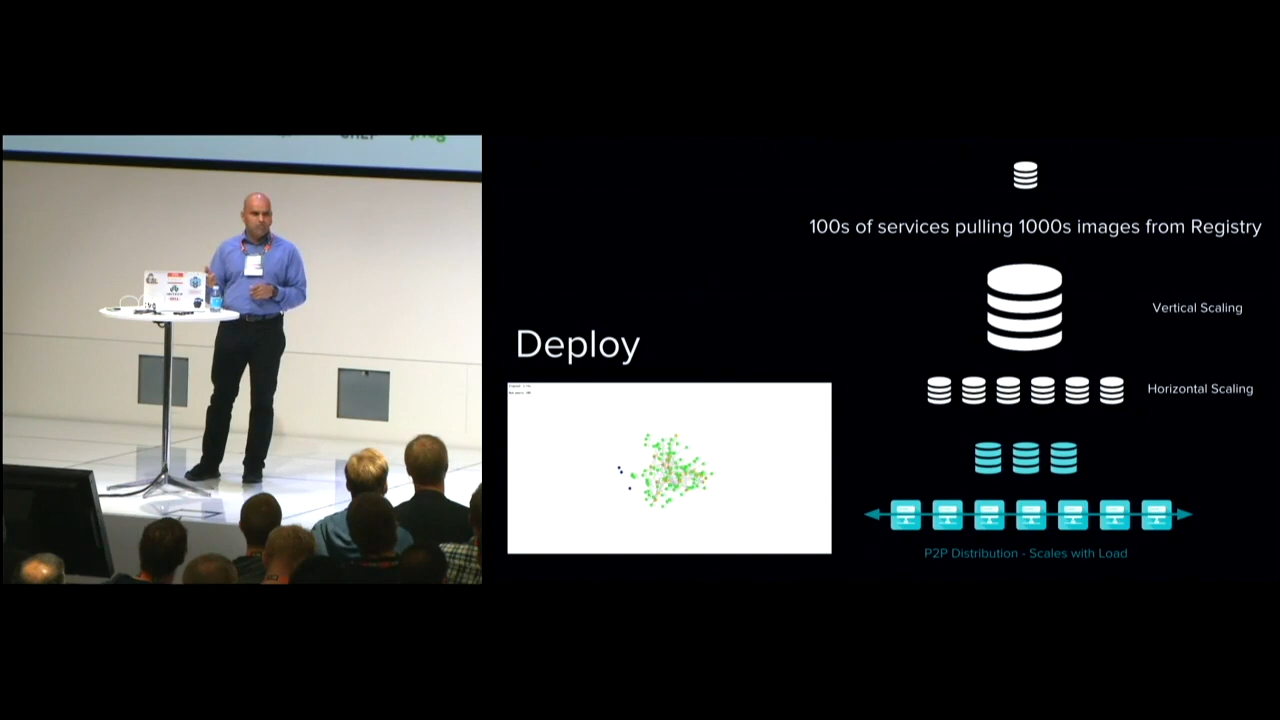 100s of services pulling 1000s images from Registry
Vertical Scaling
Deploy
Horizontal Scaling
P2P Distribution - Scales with Load